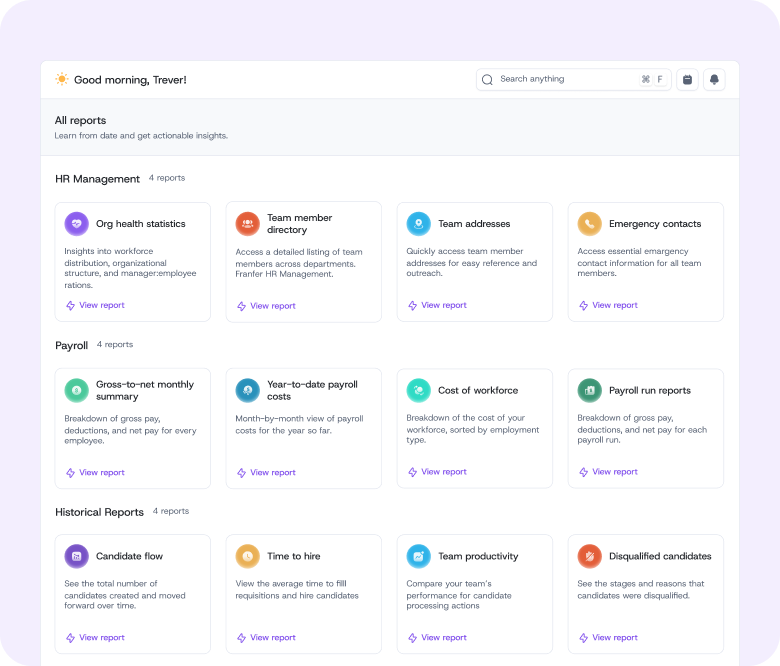 Good morning, Trever!
Search anything
⌘ F
All reports
Learn from date and get actionable insights.
HR Management 4 reports
Org health statistics
Insights into workforce
distribution, organizational
structure, and manager:employee
rations.
View report
Team member
directory
Access a detailed listing of team
members across departments.
Franfer HR Management.
View report
Team addresses
Quickly access team member
addresses for easy reference and
outreach.
View report
Emergency contacts
Access essential emargency
contact information for all team
members.
View report
Payroll 4 reports
Gross-to-net monthly
summary
Breakdown of gross pay,
deductions, and net pay for every
employee.
View report
Year-to-date payroll
costs
Month-by-month view of payroll
costs for the year so far.
View report
Cost of workforce
Breakdown of the cost of your
workforce, sorted by employment
type.
View report
Payroll run reports
Breakdown of gross pay,
deductions, and net pay for each
payroll run.
View report
Historical Reports 4 reports
Candidate flow
See the total number of
candidates created and moved
forward over time.
View report
Time to hire
View the average time to fill
requisitions and hire candidates
View report
Team productivity
Compare your team's
performance for candidate
processing actions
View report
Disqualified candidates
See the stages and reasons that
candidates were disqualified.
View report